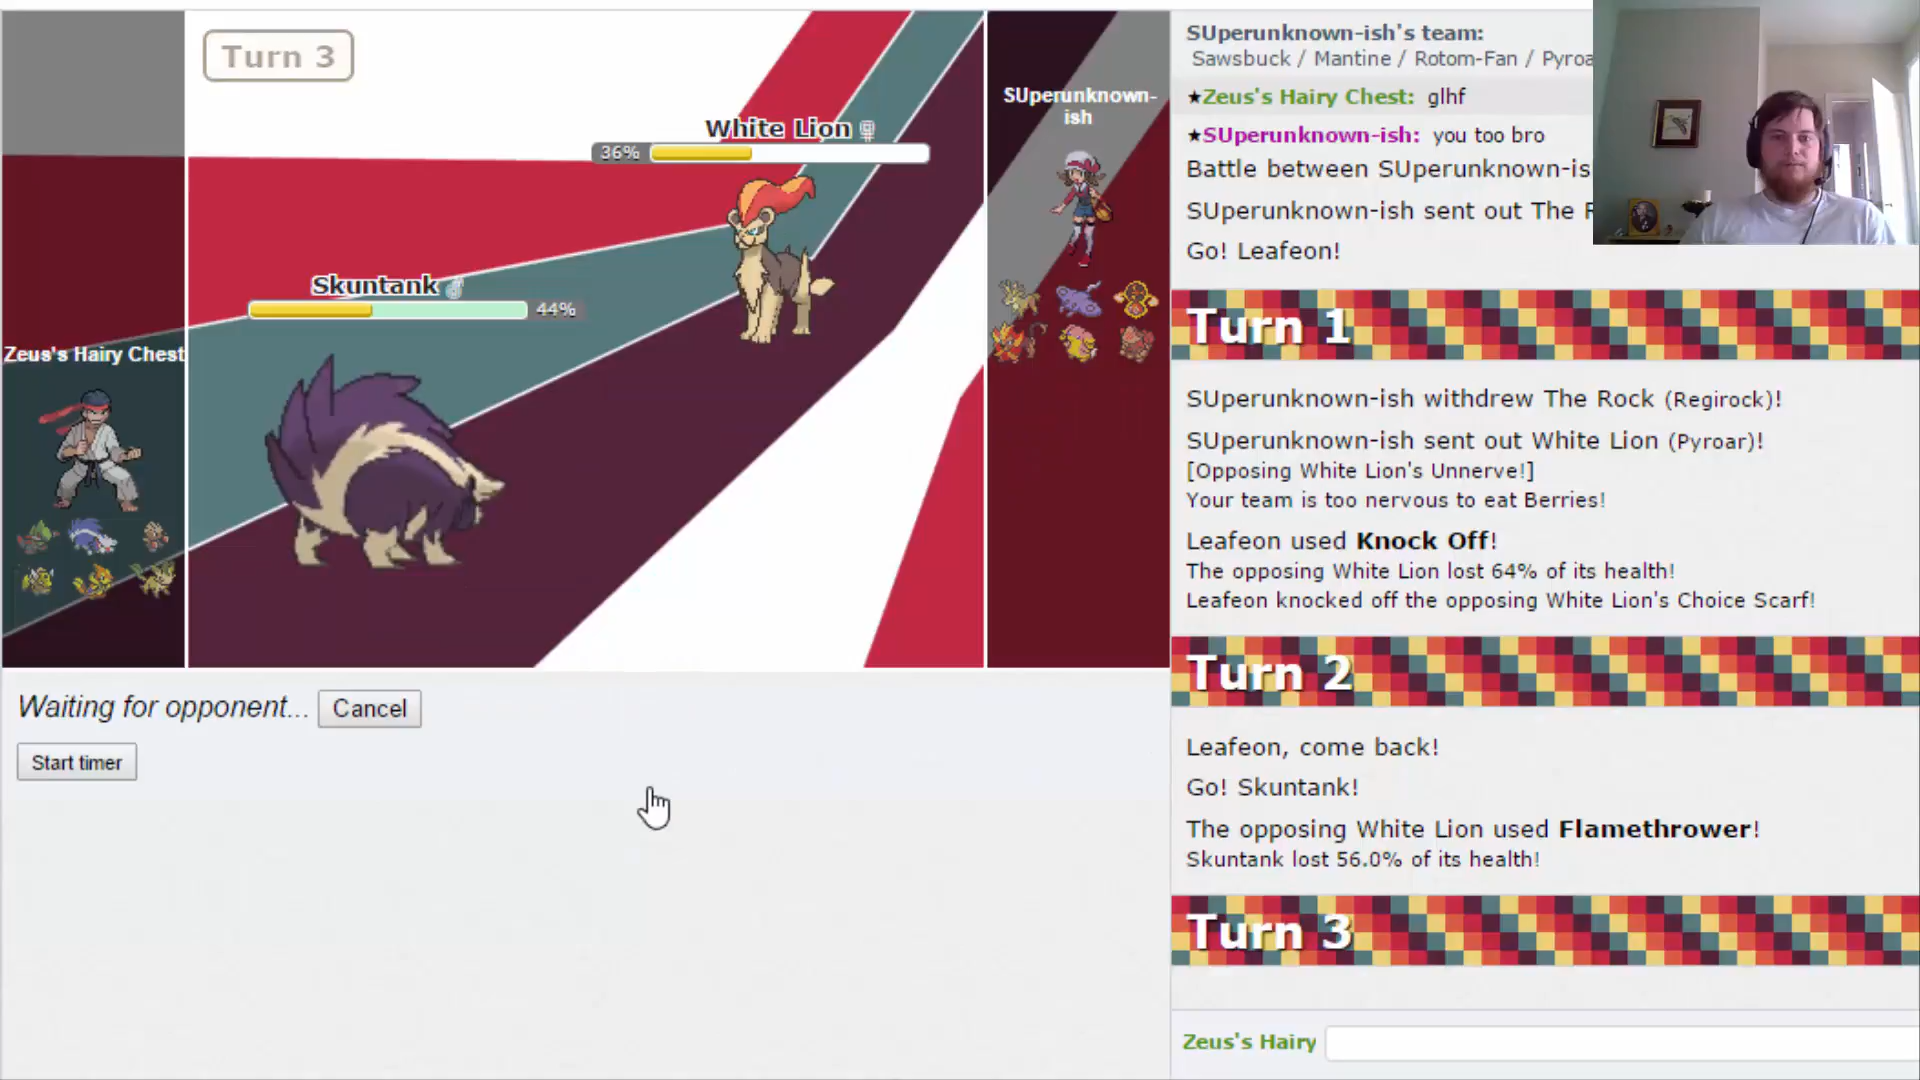 Turn 3
White Lion
36%
Skuntank
44%
Zeus's Hairy Chest
SUperunknown-
ish
Waiting for opponent... Cancel
Start timer
SUperunknown-ish's team:
Sawsbuck / Mantine / Rotom-Fan / Pyroa
★Zeus's Hairy Chest: glhf
★SUperunknown-ish: you too bro
Battle between SUperunknown-is
SUperunknown-ish sent out The R
Go! Leafeon!
Turn 1
SUperunknown-ish withdrew The Rock (Regirock)!
SUperunknown-ish sent out White Lion (Pyroar)!
[Opposing White Lion's Unnerve!]
Your team is too nervous to eat Berries!
Leafeon used Knock Off!
The opposing White Lion lost 64% of its health!
Leafeon knocked off the opposing White Lion's Choice Scarf!
Turn 2
Leafeon, come back!
Go! Skuntank!
The opposing White Lion used Flamethrower!
Skuntank lost 56.0% of its health!
Turn 3
Zeus's Hairy